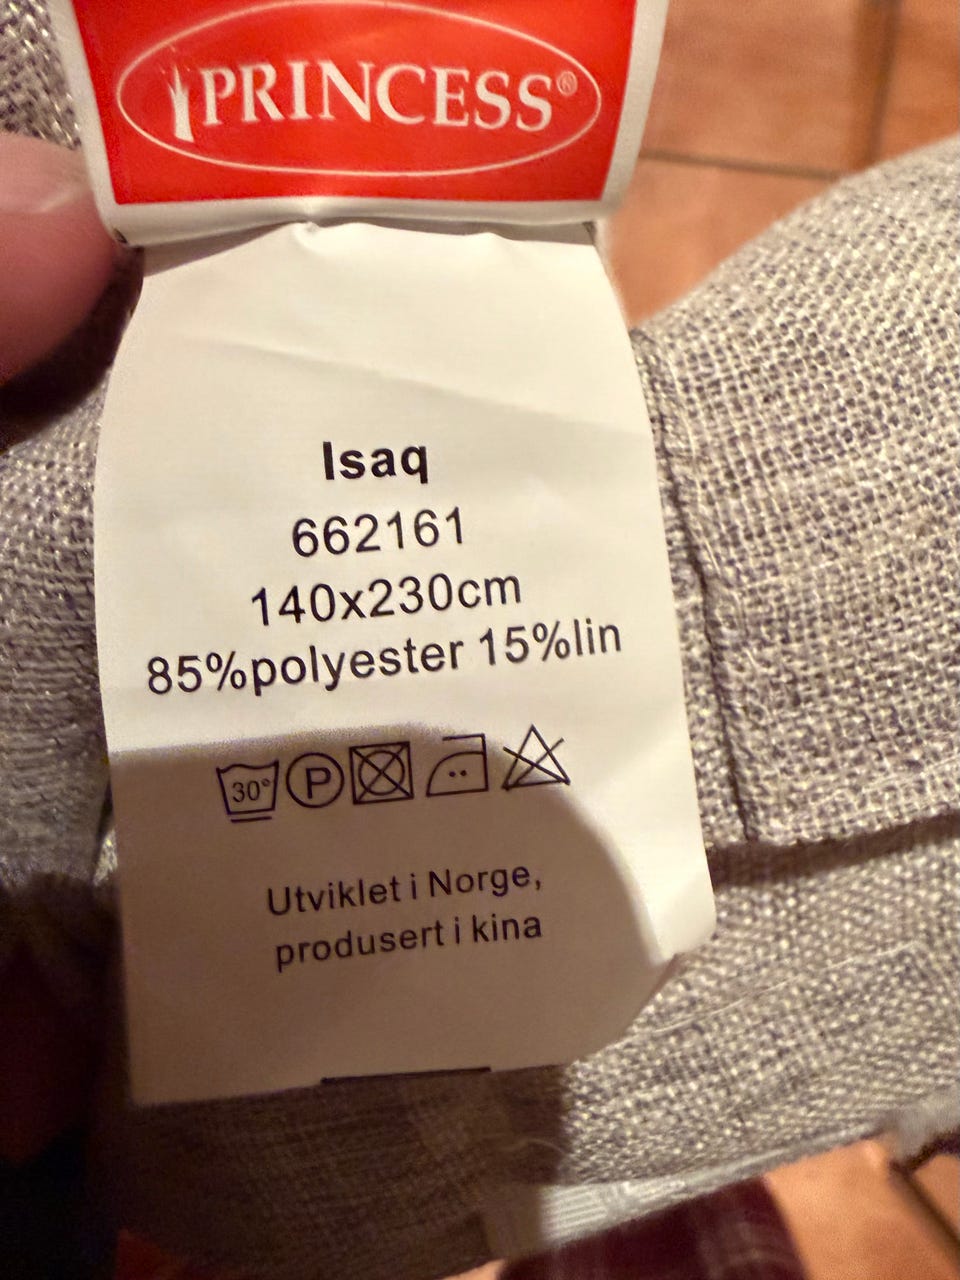 PRINCESS®
Isaq
662161
140x230cm
85%polyester 15%lin
30° P
Utviklet i Norge,
produsert i kina